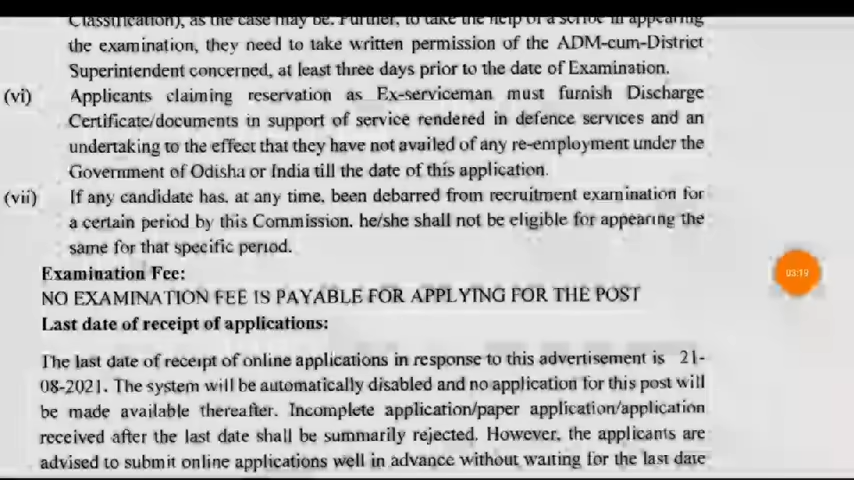 Classification), as the case may be. Further, to take the help of a scribe in appearing
the examination, they need to take written permission of the ADM-cum-District
Superintendent concerned, at least three days prior to the date of Examination.
(vi) Applicants claiming reservation as Ex-serviceman must furnish Discharge
Certificate/documents in support of service rendered in defence services and an
undertaking to the effect that they have not availed of any re-employment under the
Government of Odisha or India till the date of this application.
(vii) If any candidate has, at any time, been debarred from recruitment examination for
a certain period by this Commission, he/she shall not be eligible for appearing the
same for that specific period.
Examination Fee:
NO EXAMINATION FEE IS PAYABLE FOR APPLYING FOR THE POST
03:19
Last date of receipt of applications:
The last date of receipt of online applications in response to this advertisement is 21-
08-2021. The system will be automatically disabled and no application for this post will
be made available thereafter. Incomplete application/paper application/application
received after the last date shall be summarily rejected. However, the applicants are
advised to submit online applications well in advance without waiting for the last date